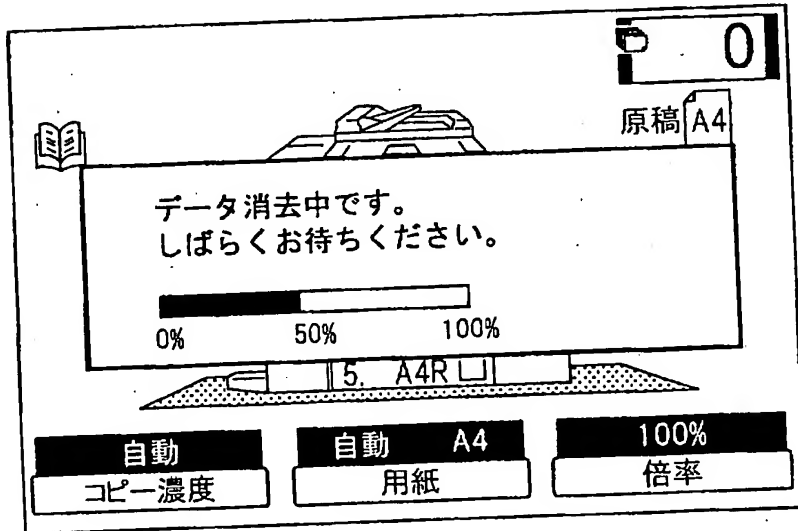 0
原稿 A4
データ消去中です。
しばらくお待ちください。
0% 50% 100%
5. A4R
自動 自動 A4 100%
コピー濃度 用紙 倍率